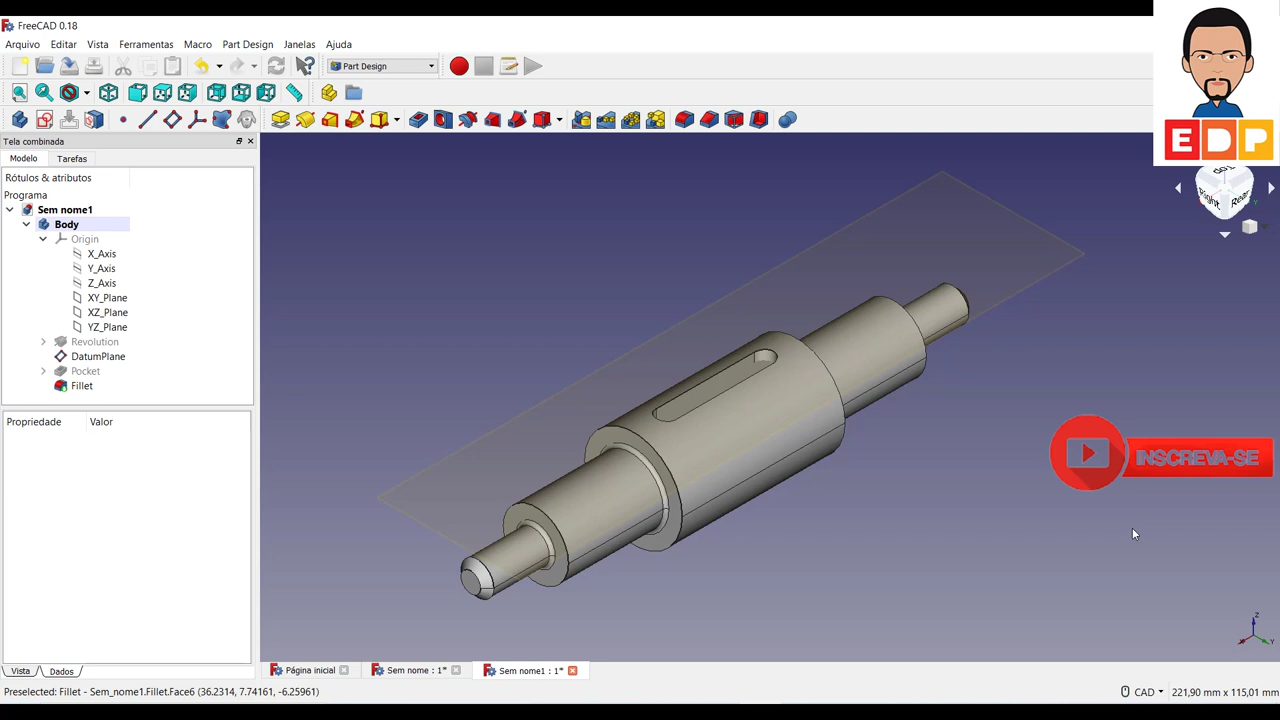 FreeCAD 0.18
Arquivo Editar Vista Ferramentas Macro Part Design Janelas Ajuda
Part Design
EDP
Tela combinada
Modelo Tarefas
Rótulos & atributos
Programa
Sem nome1
Body
Origin
X_Axis
Y_Axis
Z_Axis
XY_Plane
XZ_Plane
YZ_Plane
Revolution
DatumPlane
Pocket
Fillet
Top
Right
Rear
INSCREVA-SE
Propriedade Valor
Z
X
Y
Vista Dados
Página inicial Sem nome : 1* Sem nome1 : 1*
Preselected: Fillet - Sem_nome1.Fillet.Face6 (36.2314, 7.74161, -6.25961)
CAD 221,90 mm x 115,01 mm